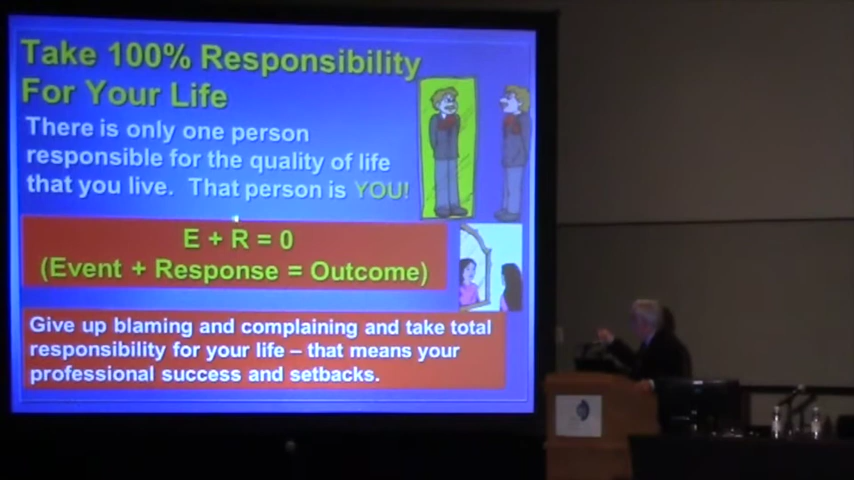 Take 100% Responsibility
For Your Life
There is only one person
responsible for the quality of life
that you live. That person is YOU!
E + R = 0
(Event + Response = Outcome)
Give up blaming and complaining and take total
responsibility for your life – that means your
professional success and setbacks.